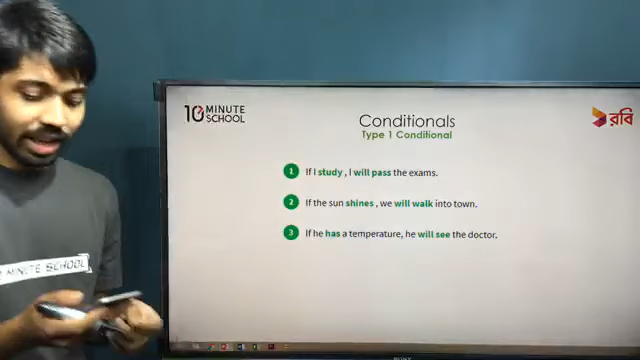 10 MINUTE SCHOOL
রবি
Conditionals
Type 1 Conditional
1 If I study , I will pass the exams.
2 If the sun shines , we will walk into town.
3 If he has a temperature, he will see the doctor.
MINUTE SCHOOL
SONY